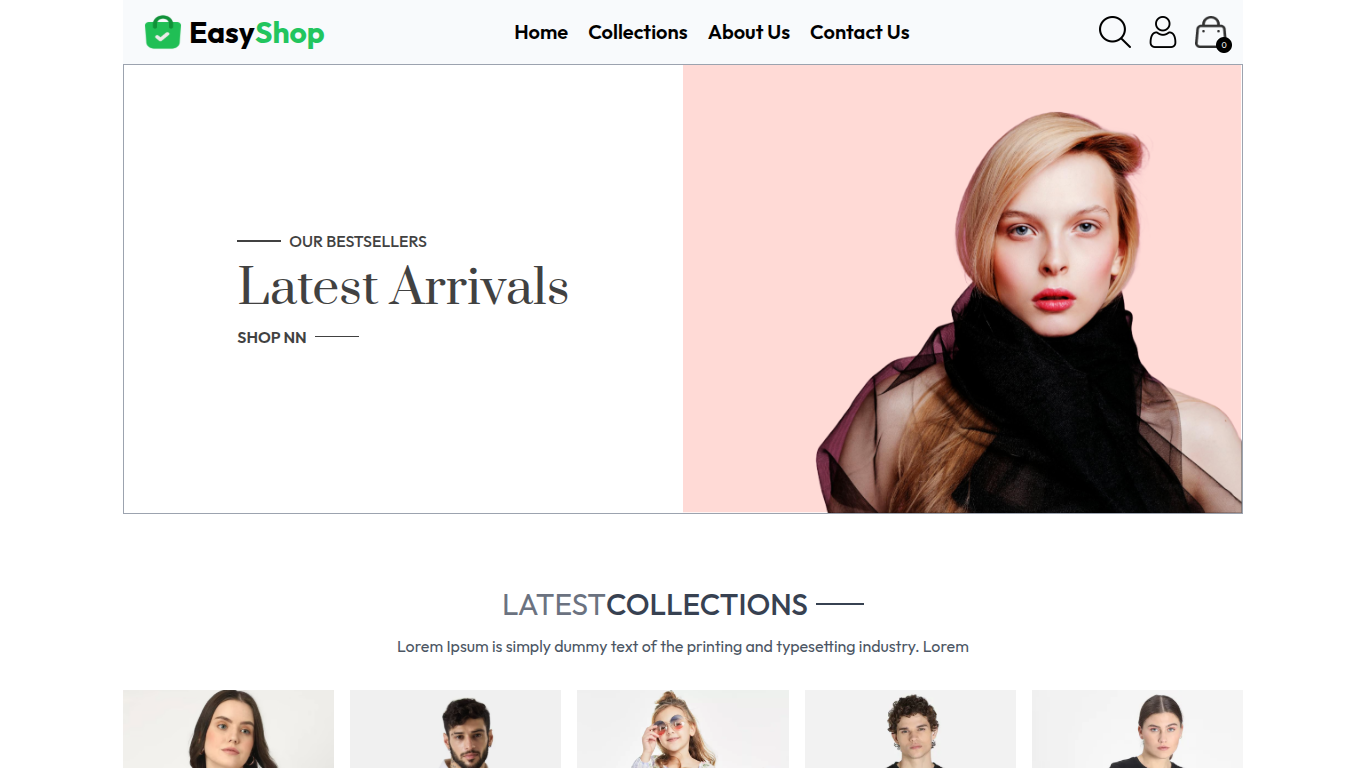 EasyShop
Home Collections About Us Contact Us
0
OUR BESTSELLERS
Latest Arrivals
SHOP NN
LATESTCOLLECTIONS
Lorem Ipsum is simply dummy text of the printing and typesetting industry. Lorem